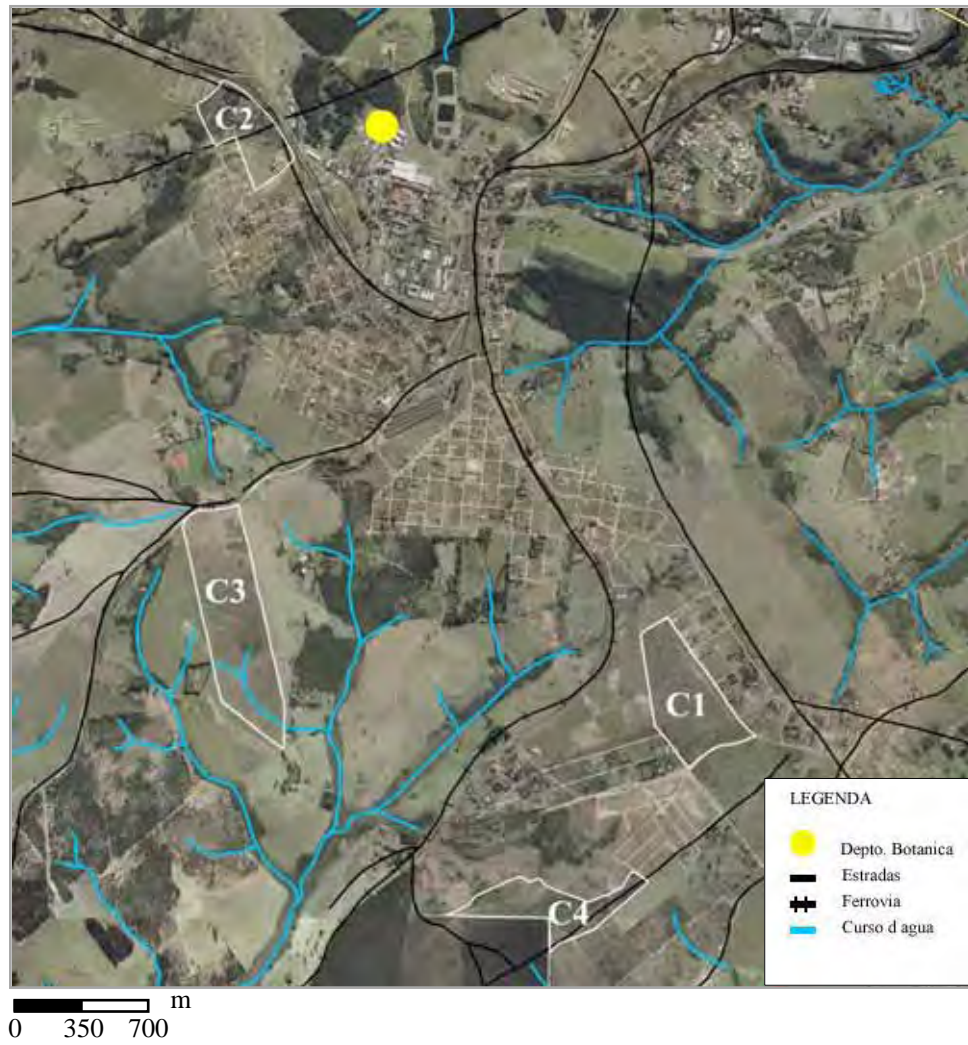 C2
C3
C1
C4
LEGENDA
Depto. Botanica
Estradas
Ferrovia
Curso d agua
m
0 350 700